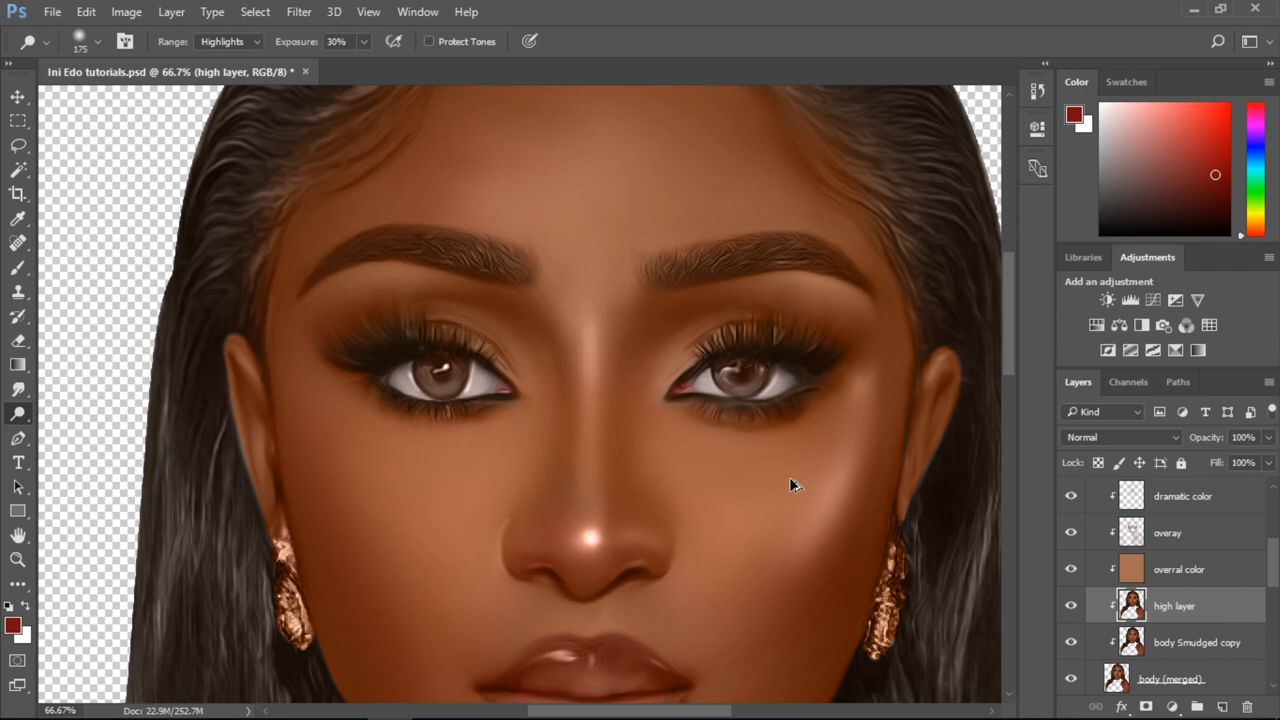 Ps File Edit Image Layer Type Select Filter 3D View Window Help
175 Range: Highlights Exposure: 30% Protect Tones
Ini Edo tutorials.psd @ 66.7% (high layer, RGB/8) * ×
Color Swatches
Libraries Adjustments
Add an adjustment
Layers Channels Paths
Kind
Normal Opacity: 100%
Lock: Fill: 100%
dramatic color
overay
overral color
high layer
body Smudged copy
body (merged)
T
fx
66.67% Doc: 22.9M/252.7M